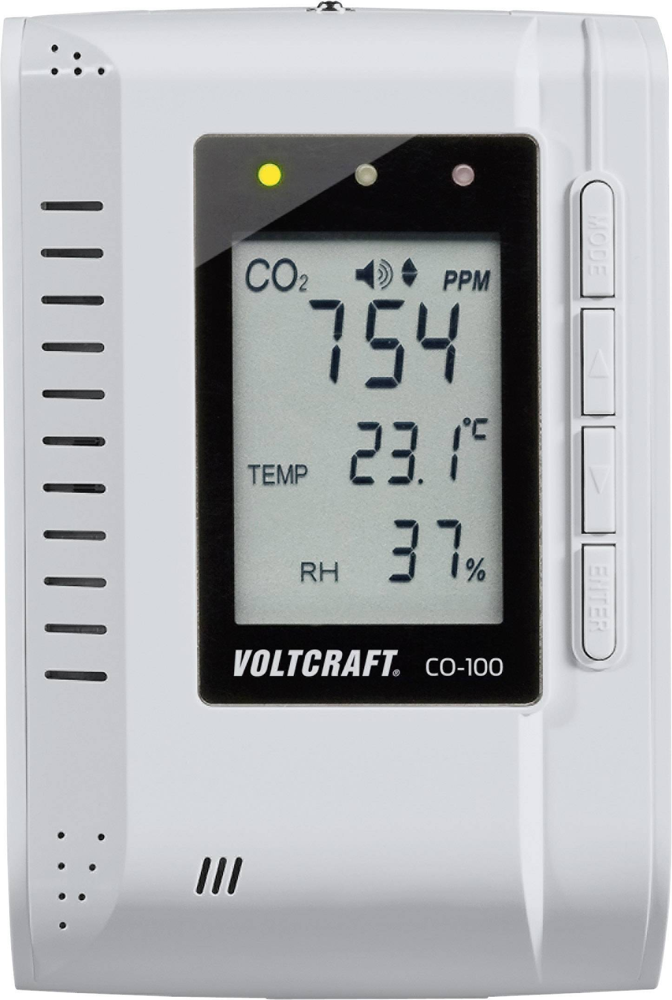 CO₂ PPM
754
TEMP 23.1 °C
RH 37 %
VOLTCRAFT® CO-100
MODE
ENTER